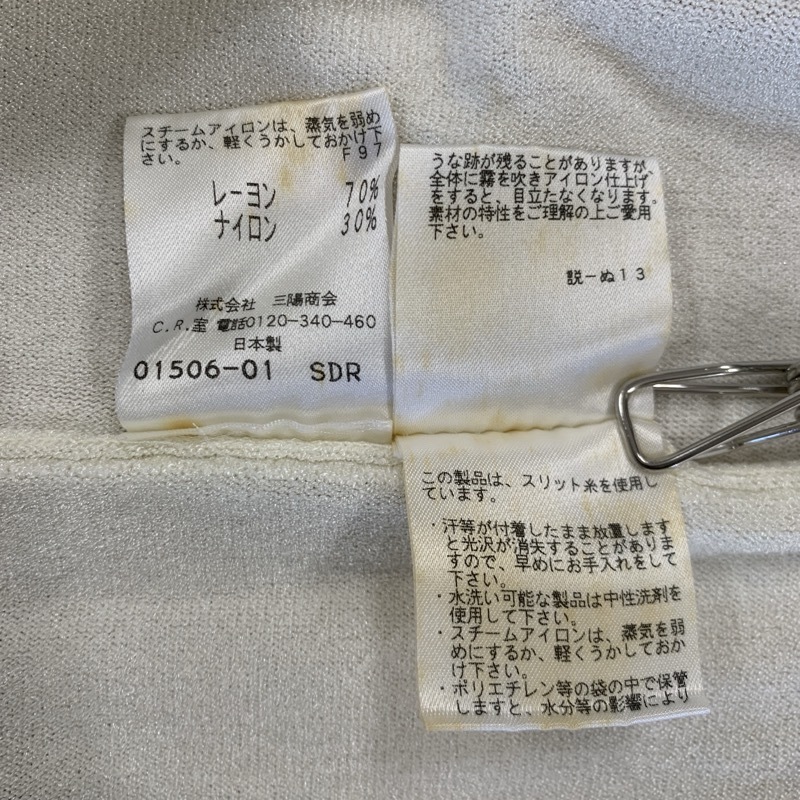 スチームアイロンは、蒸気を弱め
にするか、軽くうかしておかけ下
さい。 F97
レーヨン 70%
ナイロン 30%
株式会社 三陽商会
C.R.室 電話0120-340-460
日本製
01506-01 SDR
うな跡が残ることがありますが、
全体に霧を吹きアイロン仕上げ
をすると、目立たなくなります。
素材の特性をご理解の上ご愛用
下さい。
説-ぬ13
この製品は、スリット糸を使用し
ています。
・汗等が付着したまま放置します
と光沢が消失することがありま
すので、早めにお手入れをして
下さい。
・水洗い可能な製品は中性洗剤を
使用して下さい。
・スチームアイロンは、蒸気を弱
めにするか、軽くうかしておか
け下さい。
・ポリエチレン等の袋の中で保管
しますと、水分等の影響により